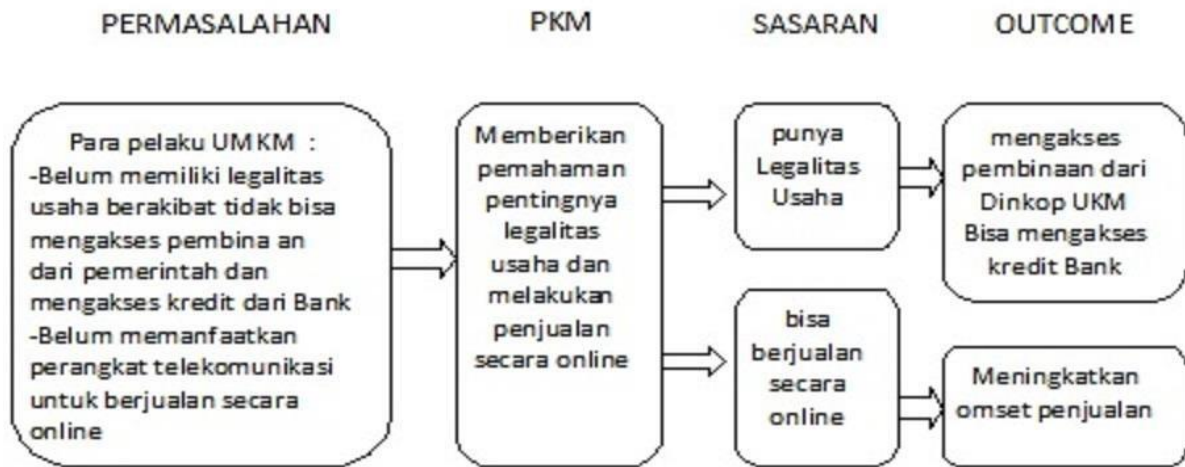 PERMASALAHAN
PKM
SASARAN
OUTCOME
Para pelaku UMKM :
-Belum memiliki legalitas
usaha berakibat tidak bisa
mengakses pembina an
dari pemerintah dan
mengakses kredit dari Bank
-Belum memanfaatkan
perangkat telekomunikasi
untuk berjualan secara
online
Memberikan
pemahaman
pentingnya
legalitas
usaha dan
melakukan
penjualan
secara online
punya
Legalitas
Usaha
bisa
berjualan
secara
online
mengakses
pembinaan dari
Dinkop UKM
Bisa mengakses
kredit Bank
Meningkatkan
omset penjualan